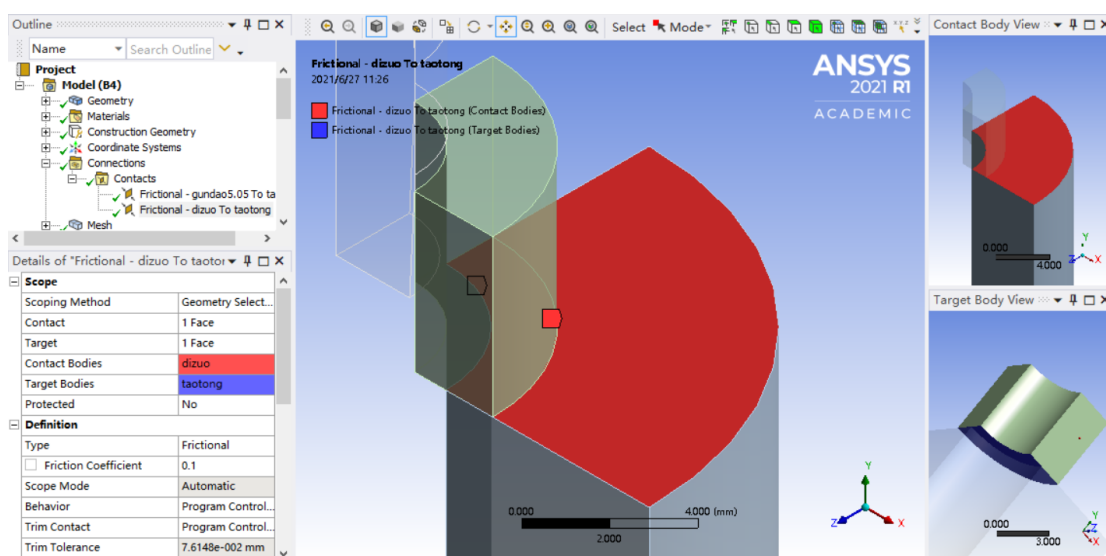 Outline
Name
Search Outline
Project
Model (B4)
Geometry
Materials
Construction Geometry
Coordinate Systems
Connections
Contacts
Frictional - gundao5.05 To ta
Frictional - dizuo To taotong
Mesh
Details of "Frictional - dizuo To taotor
Scope
Scoping Method Geometry Select...
Contact 1 Face
Target 1 Face
Contact Bodies dizuo
Target Bodies taotong
Protected No
Definition
Type Frictional
Friction Coefficient 0.1
Scope Mode Automatic
Behavior Program Control...
Trim Contact Program Control...
Trim Tolerance 7.6148e-002 mm
Select Mode
Frictional - dizuo To taotong
2021/6/27 11:26
Frictional - dizuo To taotong (Contact Bodies)
Frictional - dizuo To taotong (Target Bodies)
ANSYS
2021 R1
ACADEMIC
0.000 4.000 (mm)
2.000
Y
Z X
Contact Body View
0.000
4.000
Y
Z X
Target Body View
0.000
3.000
Y
Z
X